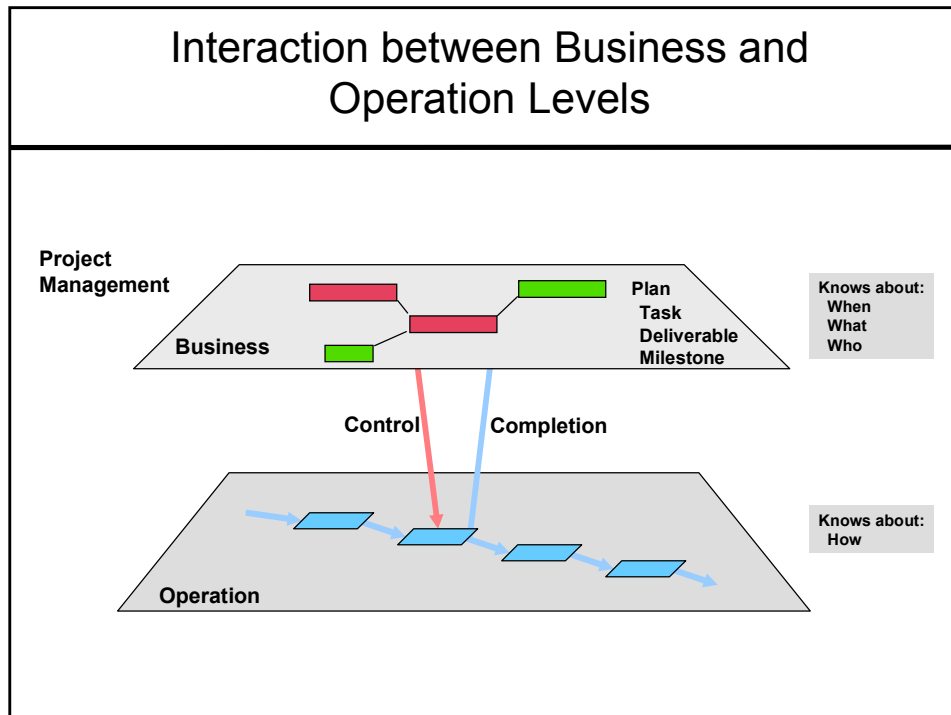 Interaction between Business and
Operation Levels
Project
Management
Business
Plan
Task
Deliverable
Milestone
Knows about:
When
What
Who
Control
Completion
Knows about:
How
Operation